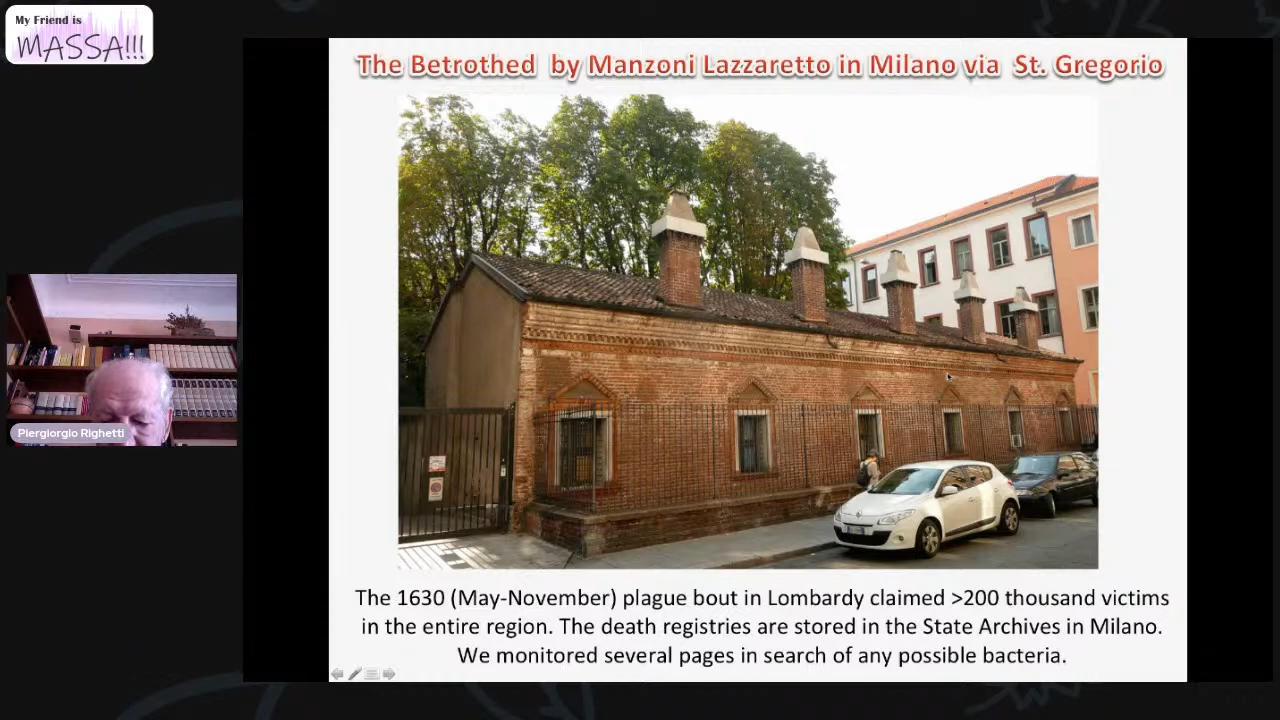 My Friend is
MASSA!!!
The Betrothed by Manzoni Lazzaretto in Milano via St. Gregorio
Piergiorgio Righetti
The 1630 (May-November) plague bout in Lombardy claimed >200 thousand victims
in the entire region. The death registries are stored in the State Archives in Milano.
We monitored several pages in search of any possible bacteria.